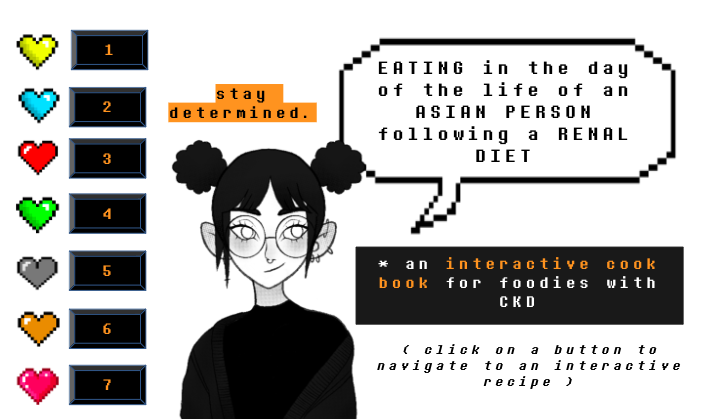 1
2
3
4
5
6
7
stay
determined.
EATING in the day
of the life of an
ASIAN PERSON
following a RENAL
DIET
* an interactive cook
book for foodies with
CKD
( click on a button to
navigate to an interactive
recipe )